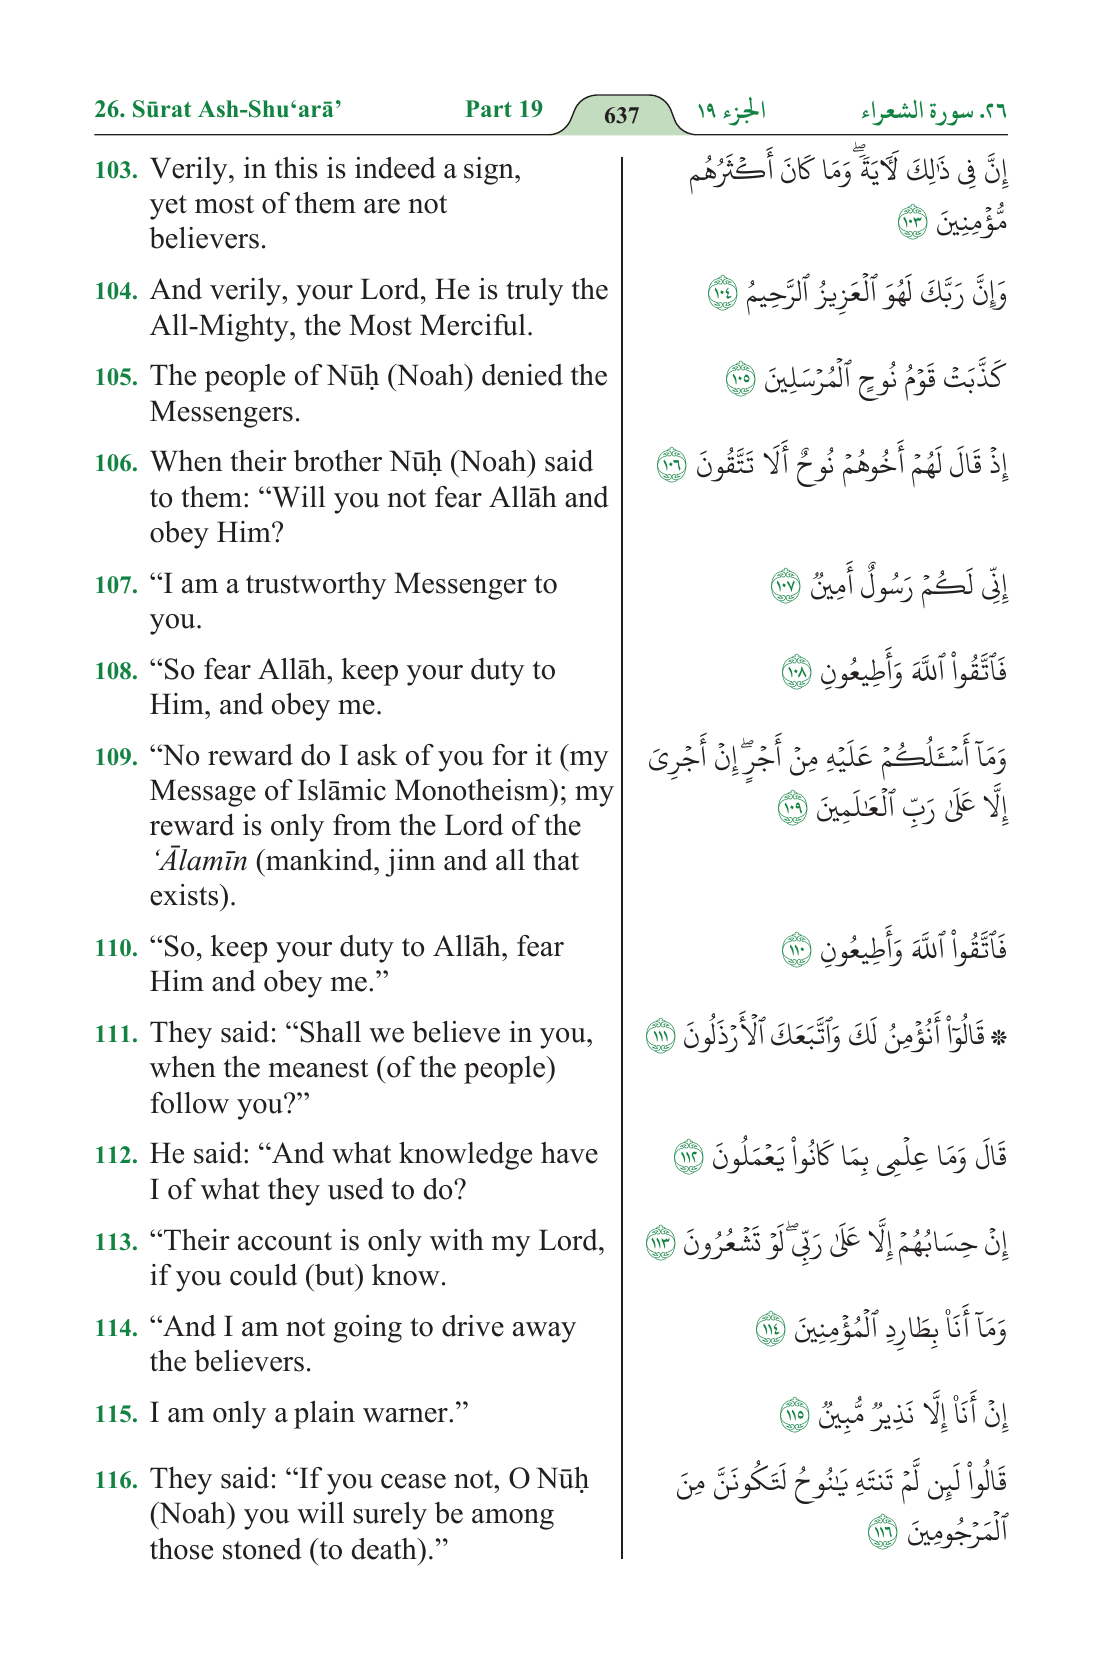 26. Sūrat Ash-Shu‘arā’ Part 19 637 الجزء ١٩ ٢٦. سورة الشعراء
103. Verily, in this is indeed a sign,
yet most of them are not
believers.
إِنَّ فِى ذَٰلِكَ لَأٓيَةًۖ وَمَا كَانَ أَكْثَرُهُم
مُّؤْمِنِينَ ١٠٣
104. And verily, your Lord, He is truly the
All-Mighty, the Most Merciful.
وَإِنَّ رَبَّكَ لَهُوَ ٱلْعَزِيزُ ٱلرَّحِيمُ ١٠٤
105. The people of Nūḥ (Noah) denied the
Messengers.
كَذَّبَتْ قَوْمُ نُوحٍ ٱلْمُرْسَلِينَ ١٠٥
106. When their brother Nūḥ (Noah) said
to them: “Will you not fear Allāh and
obey Him?
إِذْ قَالَ لَهُمْ أَخُوهُمْ نُوحٌ أَلَا تَتَّقُونَ ١٠٦
107. “I am a trustworthy Messenger to
you.
إِنِّى لَكُمْ رَسُولٌ أَمِينٌ ١٠٧
108. “So fear Allāh, keep your duty to
Him, and obey me.
فَٱتَّقُوا۟ ٱللَّهَ وَأَطِيعُونِ ١٠٨
109. “No reward do I ask of you for it (my
Message of Islāmic Monotheism); my
reward is only from the Lord of the
‘Ālamīn (mankind, jinn and all that
exists).
وَمَآ أَسْـَٔلُكُمْ عَلَيْهِ مِنْ أَجْرٍۖ إِنْ أَجْرِىَ
إِلَّا عَلَىٰ رَبِّ ٱلْعَـٰلَمِينَ ١٠٩
110. “So, keep your duty to Allāh, fear
Him and obey me.”
فَٱتَّقُوا۟ ٱللَّهَ وَأَطِيعُونِ ١١٠
111. They said: “Shall we believe in you,
when the meanest (of the people)
follow you?”
✻ قَالُوٓا۟ أَنُؤْمِنُ لَكَ وَٱتَّبَعَكَ ٱلْأَرْذَلُونَ ١١١
112. He said: “And what knowledge have
I of what they used to do?
قَالَ وَمَا عِلْمِى بِمَا كَانُوا۟ يَعْمَلُونَ ١١٢
113. “Their account is only with my Lord,
if you could (but) know.
إِنْ حِسَابُهُمْ إِلَّا عَلَىٰ رَبِّىۖ لَوْ تَشْعُرُونَ ١١٣
114. “And I am not going to drive away
the believers.
وَمَآ أَنَا۠ بِطَارِدِ ٱلْمُؤْمِنِينَ ١١٤
115. I am only a plain warner.”
إِنْ أَنَا۠ إِلَّا نَذِيرٌ مُّبِينٌ ١١٥
116. They said: “If you cease not, O Nūḥ
(Noah) you will surely be among
those stoned (to death).”
قَالُوا۟ لَئِن لَّمْ تَنتَهِ يَـٰنُوحُ لَتَكُونَنَّ مِنَ
ٱلْمَرْجُومِينَ ١١٦